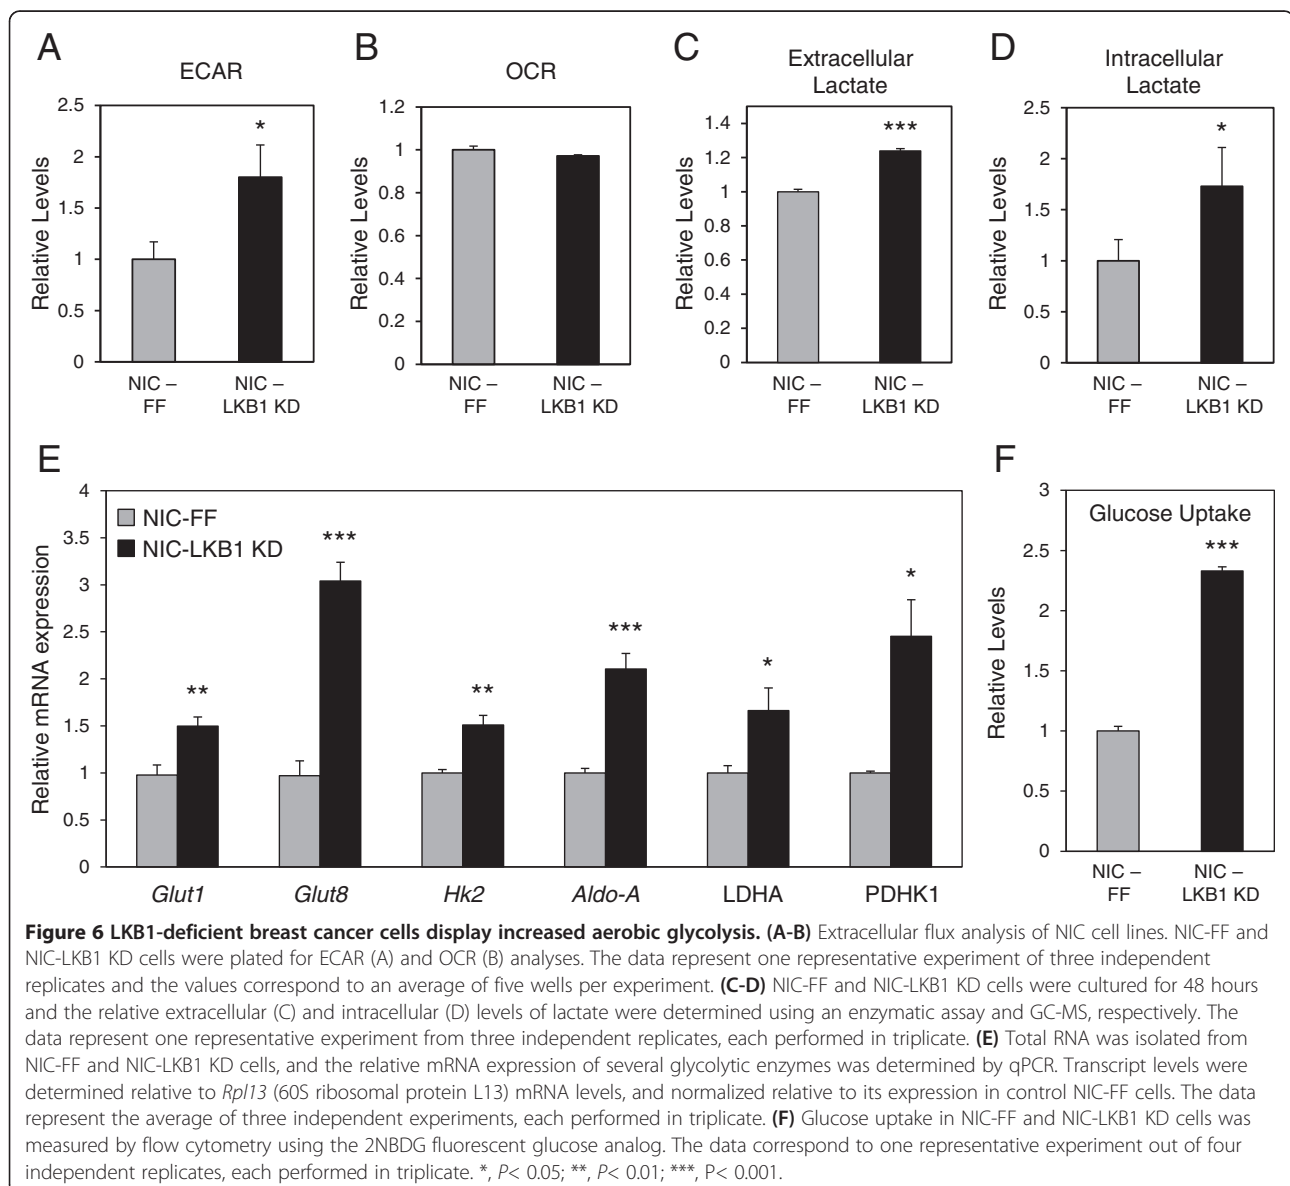 A
ECAR
Relative Levels
2.5
2
1.5
1
0.5
0
*
NIC –
FF
NIC –
LKB1 KD
B
OCR
Relative Levels
1.2
1
0.8
0.6
0.4
0.2
0
NIC –
FF
NIC –
LKB1 KD
C
Extracellular
Lactate
Relative Levels
1.4
1.2
1
0.8
0.6
0.4
0.2
0
***
NIC –
FF
NIC –
LKB1 KD
D
Intracellular
Lactate
Relative Levels
2.5
2
1.5
1
0.5
0
*
NIC –
FF
NIC –
LKB1 KD
E
Relative mRNA expression
4
3.5
3
2.5
2
1.5
1
0.5
0
NIC-FF
NIC-LKB1 KD
**
***
**
***
*
*
Glut1
Glut8
Hk2
Aldo-A
LDHA
PDHK1
F
Glucose Uptake
Relative Levels
3
2.5
2
1.5
1
0.5
0
***
NIC –
FF
NIC –
LKB1 KD
Figure 6 LKB1-deficient breast cancer cells display increased aerobic glycolysis. (A-B) Extracellular flux analysis of NIC cell lines. NIC-FF and
NIC-LKB1 KD cells were plated for ECAR (A) and OCR (B) analyses. The data represent one representative experiment of three independent
replicates and the values correspond to an average of five wells per experiment. (C-D) NIC-FF and NIC-LKB1 KD cells were cultured for 48 hours
and the relative extracellular (C) and intracellular (D) levels of lactate were determined using an enzymatic assay and GC-MS, respectively. The
data represent one representative experiment from three independent replicates, each performed in triplicate. (E) Total RNA was isolated from
NIC-FF and NIC-LKB1 KD cells, and the relative mRNA expression of several glycolytic enzymes was determined by qPCR. Transcript levels were
determined relative to Rpl13 (60S ribosomal protein L13) mRNA levels, and normalized relative to its expression in control NIC-FF cells. The data
represent the average of three independent experiments, each performed in triplicate. (F) Glucose uptake in NIC-FF and NIC-LKB1 KD cells was
measured by flow cytometry using the 2NBDG fluorescent glucose analog. The data correspond to one representative experiment out of four
independent replicates, each performed in triplicate. *, P< 0.05; **, P< 0.01; ***, P< 0.001.